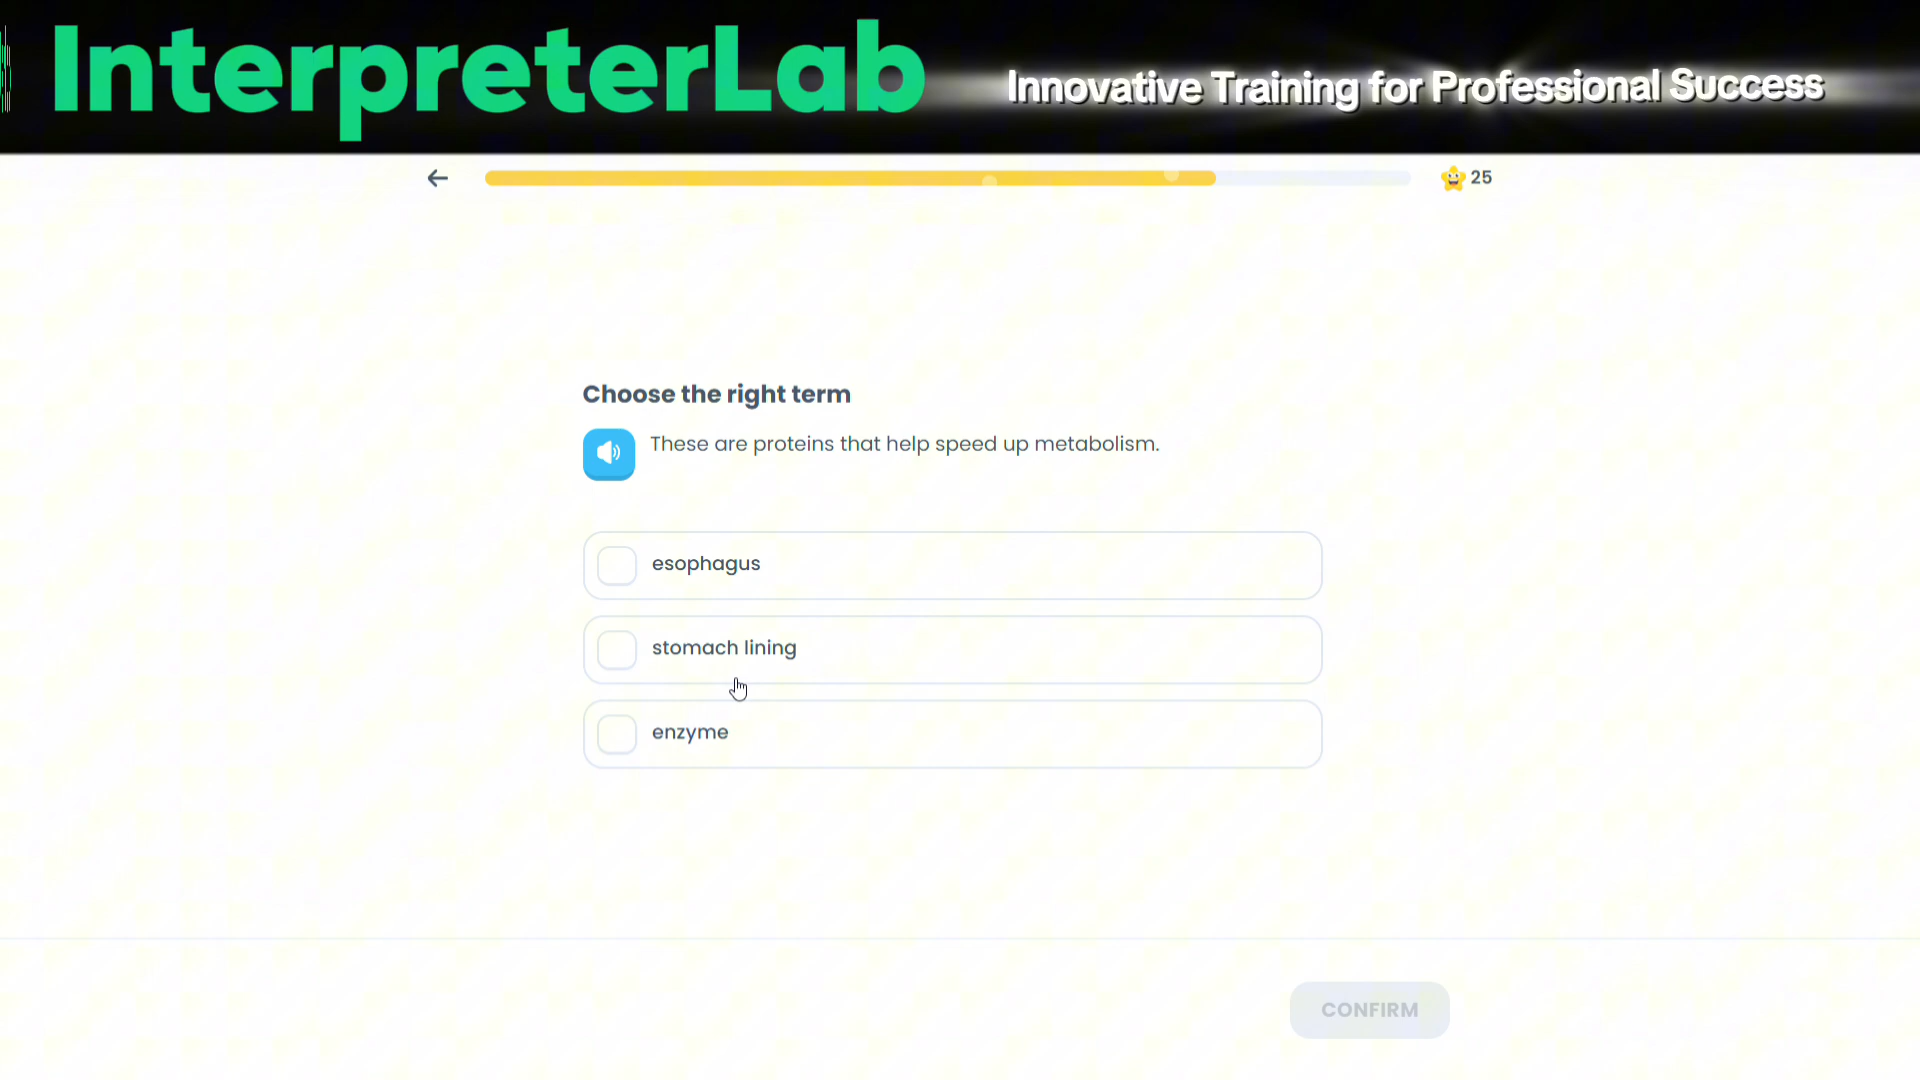 InterpreterLab
Innovative Training for Professional Success
25
Choose the right term
These are proteins that help speed up metabolism.
esophagus
stomach lining
enzyme
CONFIRM